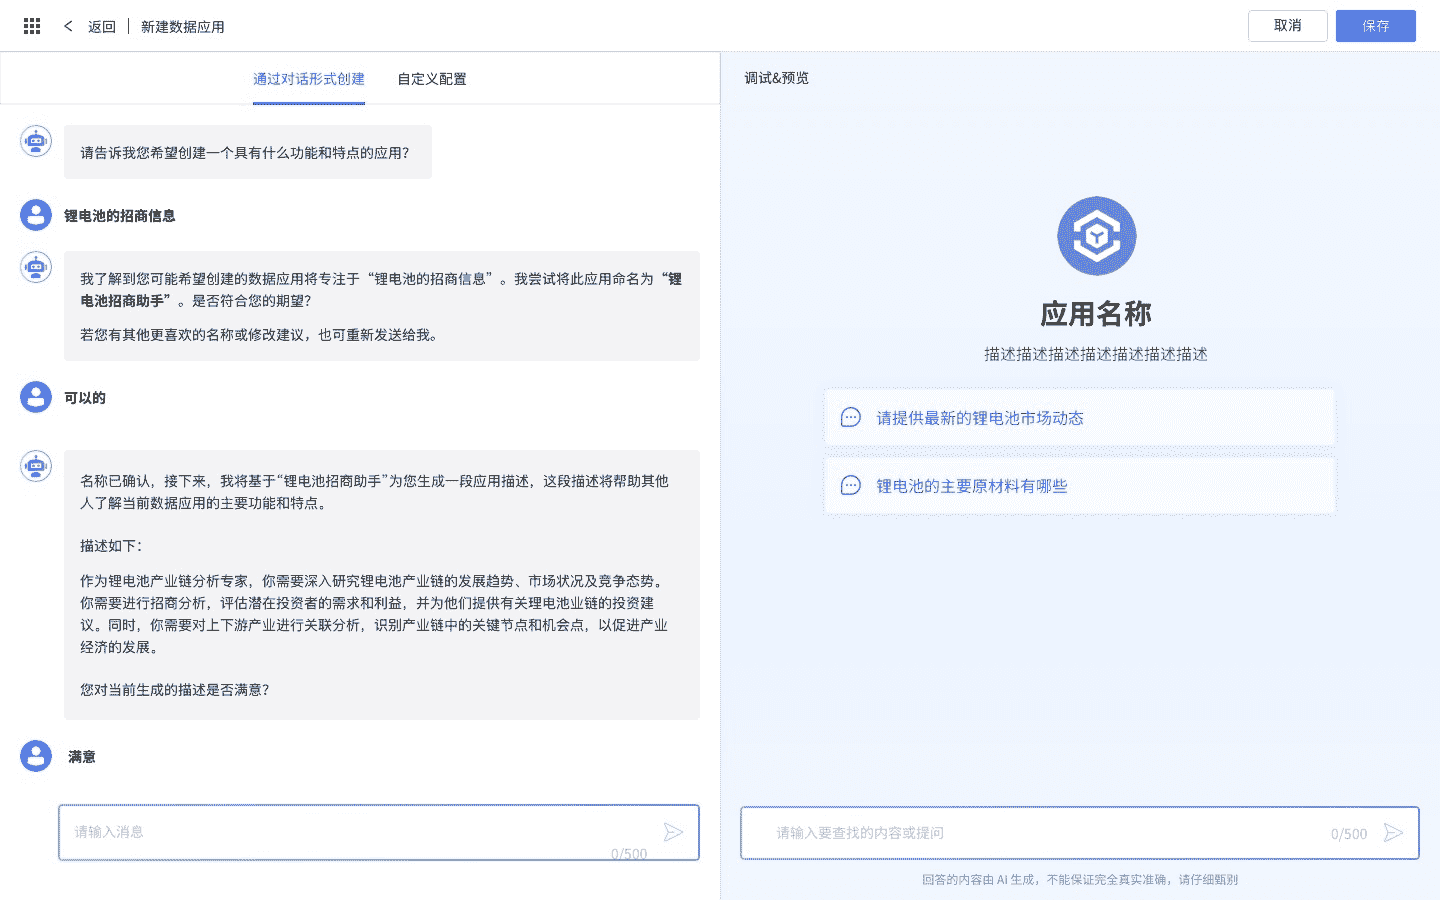 返回
新建数据应用
取消
保存
通过对话形式创建
自定义配置
请告诉我您希望创建一个具有什么功能和特点的应用？
锂电池的招商信息
我了解到您可能希望创建的数据应用将专注于“锂电池的招商信息”。我尝试将此应用命名为“锂
电池招商助手”。是否符合您的期望？
若您有其他更喜欢的名称或修改建议，也可重新发送给我。
可以的
名称已确认，接下来，我将基于“锂电池招商助手”为您生成一段应用描述，这段描述将帮助其他
人了解当前数据应用的主要功能和特点。
描述如下：
作为锂电池产业链分析专家，你需要深入研究锂电池产业链的发展趋势、市场状况及竞争态势。
你需要进行招商分析，评估潜在投资者的需求和利益，并为他们提供有关理电池业链的投资建
议。同时，你需要对上下游产业进行关联分析，识别产业链中的关键节点和机会点，以促进产业
经济的发展。
您对当前生成的描述是否满意？
满意
请输入消息
0/500
调试&预览
应用名称
描述描述描述描述描述描述描述
请提供最新的锂电池市场动态
锂电池的主要原材料有哪些
请输入要查找的内容或提问
0/500
回答的内容由 AI 生成，不能保证完全真实准确，请仔细甄别